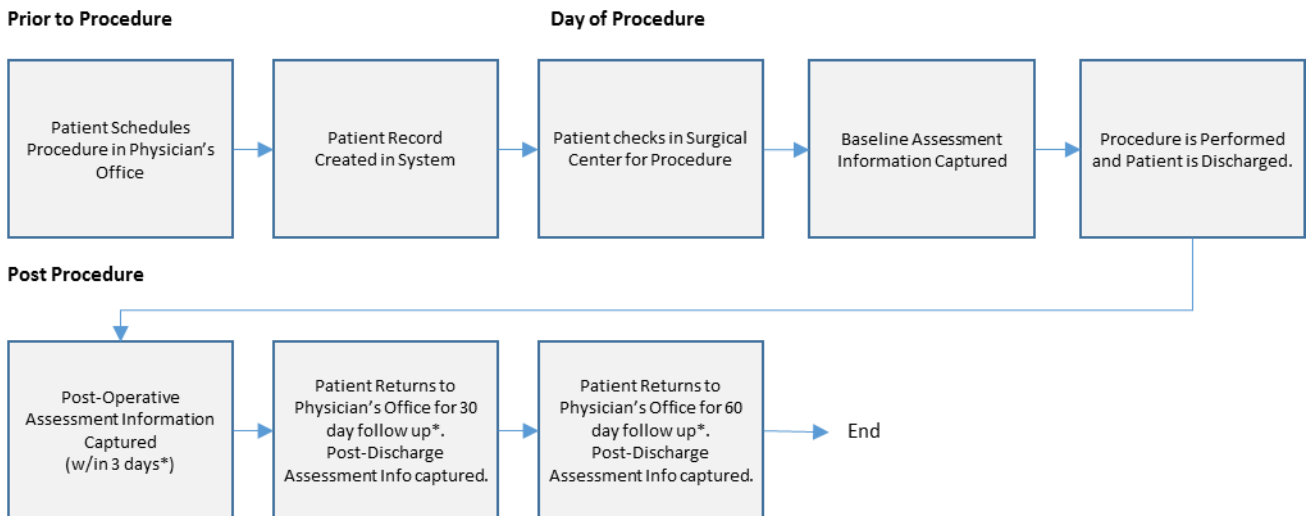 Prior to Procedure
Day of Procedure
Patient Schedules
Procedure in Physician's
Office
Patient Record
Created in System
Patient checks in Surgical
Center for Procedure
Baseline Assessment
Information Captured
Procedure is Performed
and Patient is Discharged.
Post Procedure
Post-Operative
Assessment Information
Captured
(w/in 3 days*)
Patient Returns to
Physician's Office for 30
day follow up*.
Post-Discharge
Assessment Info captured.
Patient Returns to
Physician's Office for 60
day follow up*.
Post-Discharge
Assessment Info captured.
End